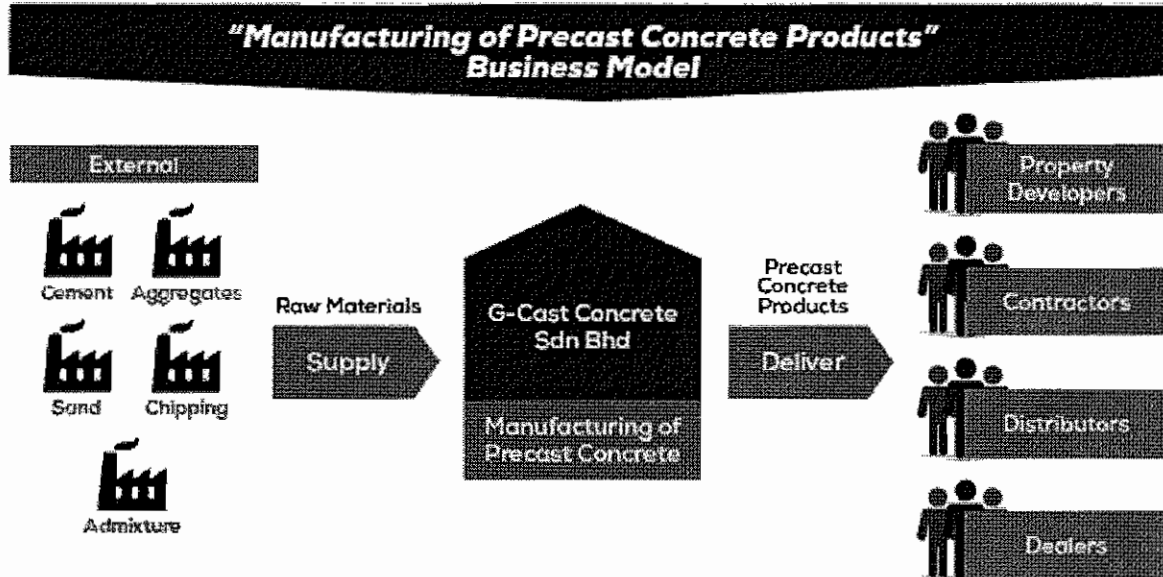 "Manufacturing of Precast Concrete Products"
Business Model
External
Cement
Aggregates
Sand
Chipping
Admixture
Raw Materials
Supply
G-Cast Concrete
Sdn Bhd
Manufacturing of
Precast Concrete
Precast
Concrete
Products
Deliver
Property
Developers
Contractors
Distributors
Dealers